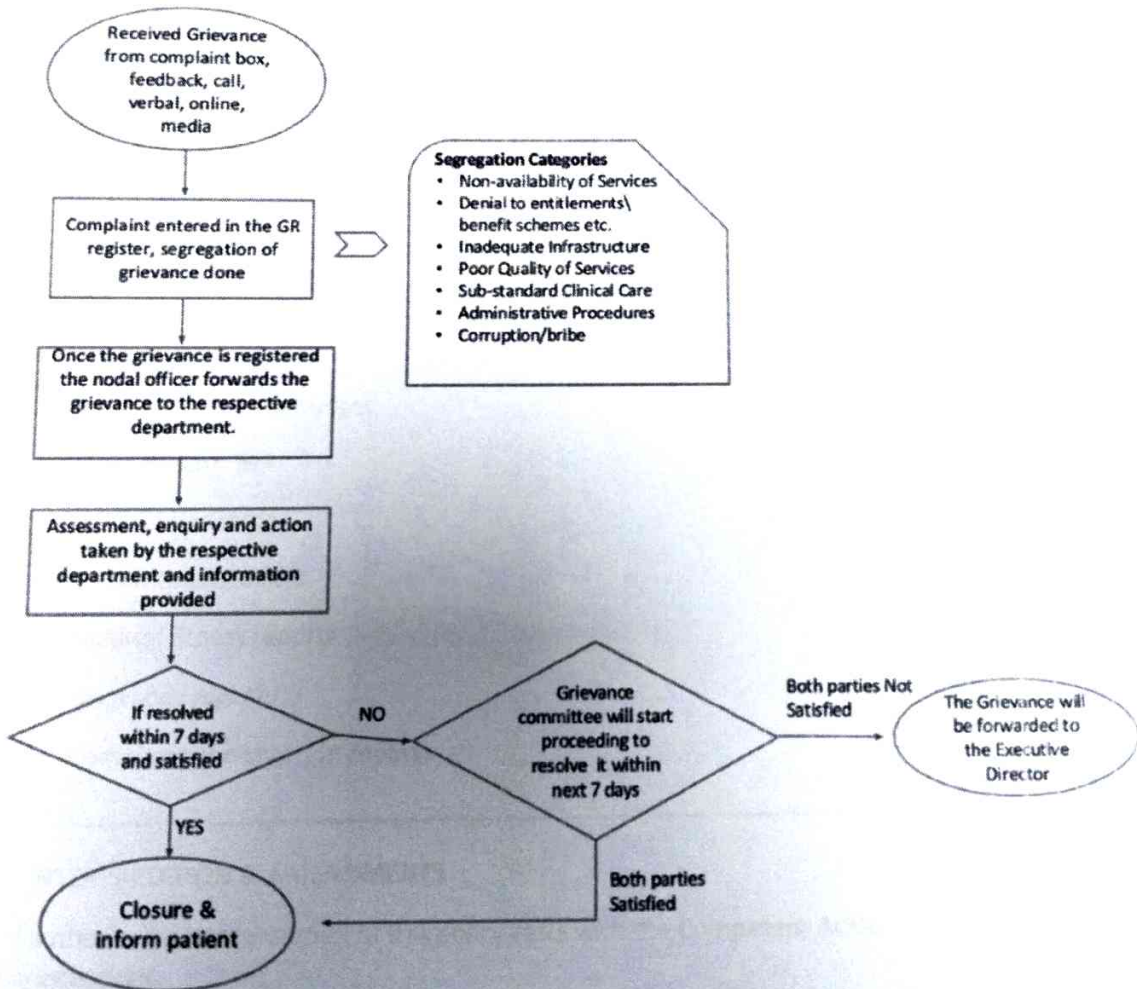 Received Grievance
from complaint box,
feedback, call,
verbal, online,
media
Complaint entered in the GR
register, segregation of
grievance done
Segregation Categories
• Non-availability of Services
• Denial to entitlements\
benefit schemes etc.
• Inadequate Infrastructure
• Poor Quality of Services
• Sub-standard Clinical Care
• Administrative Procedures
• Corruption/bribe
Once the grievance is registered
the nodal officer forwards the
grievance to the respective
department.
Assessment, enquiry and action
taken by the respective
department and information
provided
If resolved
within 7 days
and satisfied
NO
Grievance
committee will start
proceeding to
resolve it within
next 7 days
Both parties Not
Satisfied
The Grievance will
be forwarded to
the Executive
Director
YES
Both parties
Satisfied
Closure &
inform patient